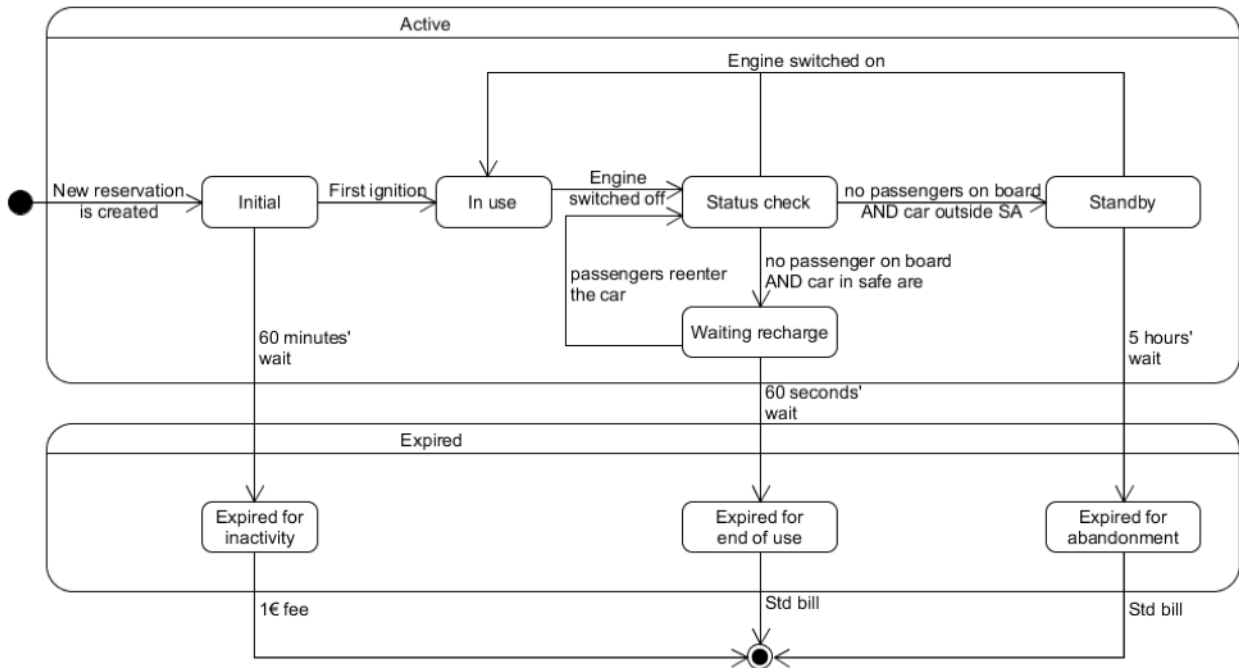 Active
Engine switched on
New reservation
is created
Initial
First ignition
In use
Engine
switched off
Status check
no passengers on board
AND car outside SA
Standby
passengers reenter
the car
no passenger on board
AND car in safe are
Waiting recharge
60 minutes'
wait
5 hours'
wait
60 seconds'
wait
Expired
Expired for
inactivity
Expired for
end of use
Expired for
abandonment
1€ fee
Std bill
Std bill